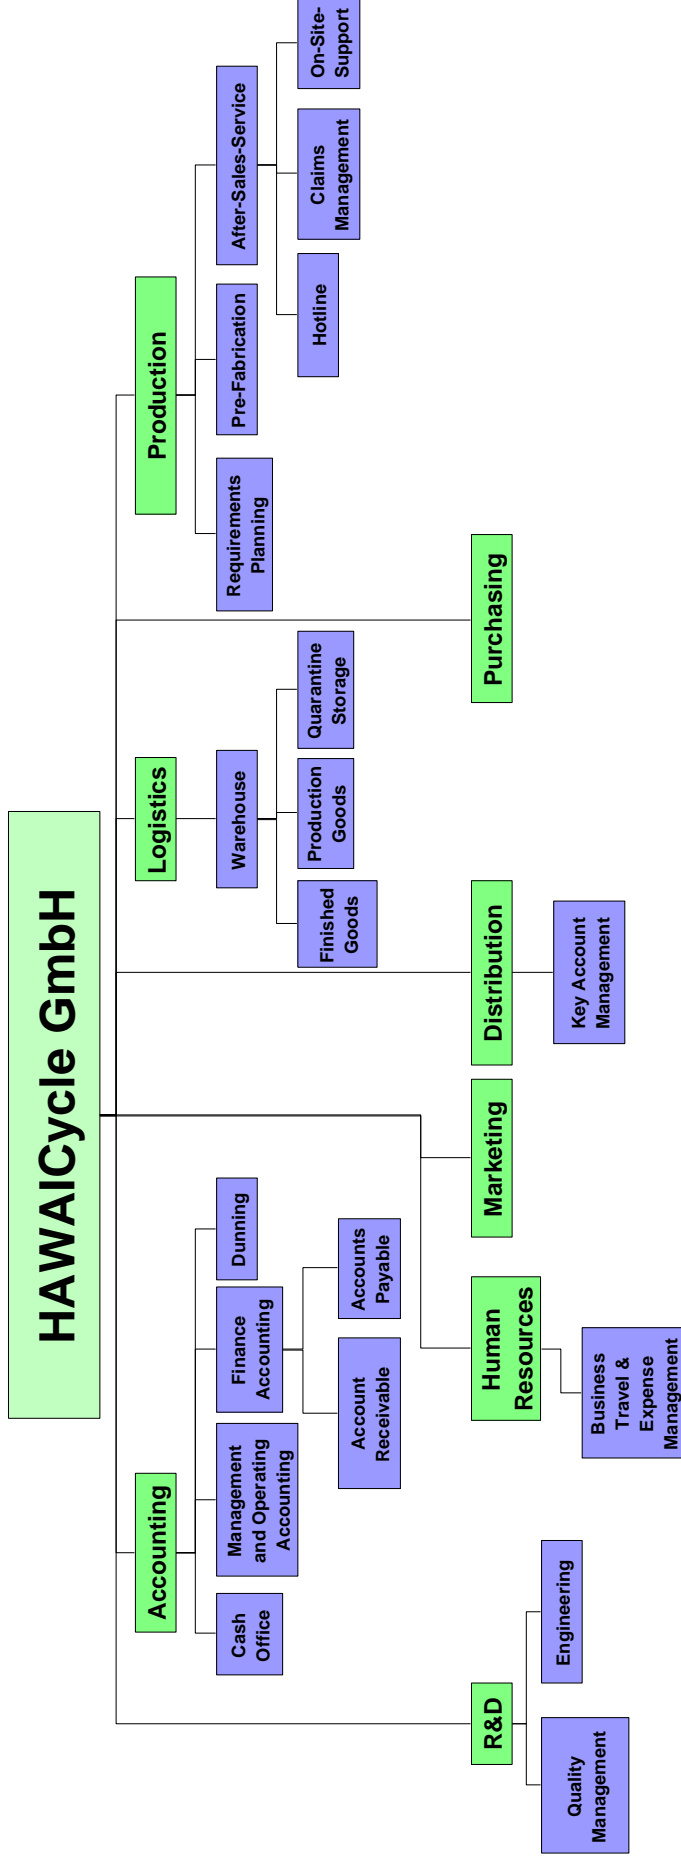 HAWAICycle GmbH
Accounting
Logistics
Production
Cash
Office
Management
and Operating
Accounting
Finance
Accounting
Dunning
Warehouse
Requirements
Planning
Pre-Fabrication
After-Sales-Service
Account
Receivable
Accounts
Payable
Finished
Goods
Production
Goods
Quarantine
Storage
Hotline
Claims
Management
On-Site-
Support
R&D
Human
Resources
Marketing
Distribution
Purchasing
Quality
Management
Engineering
Business
Travel &
Expense
Management
Key Account
Management